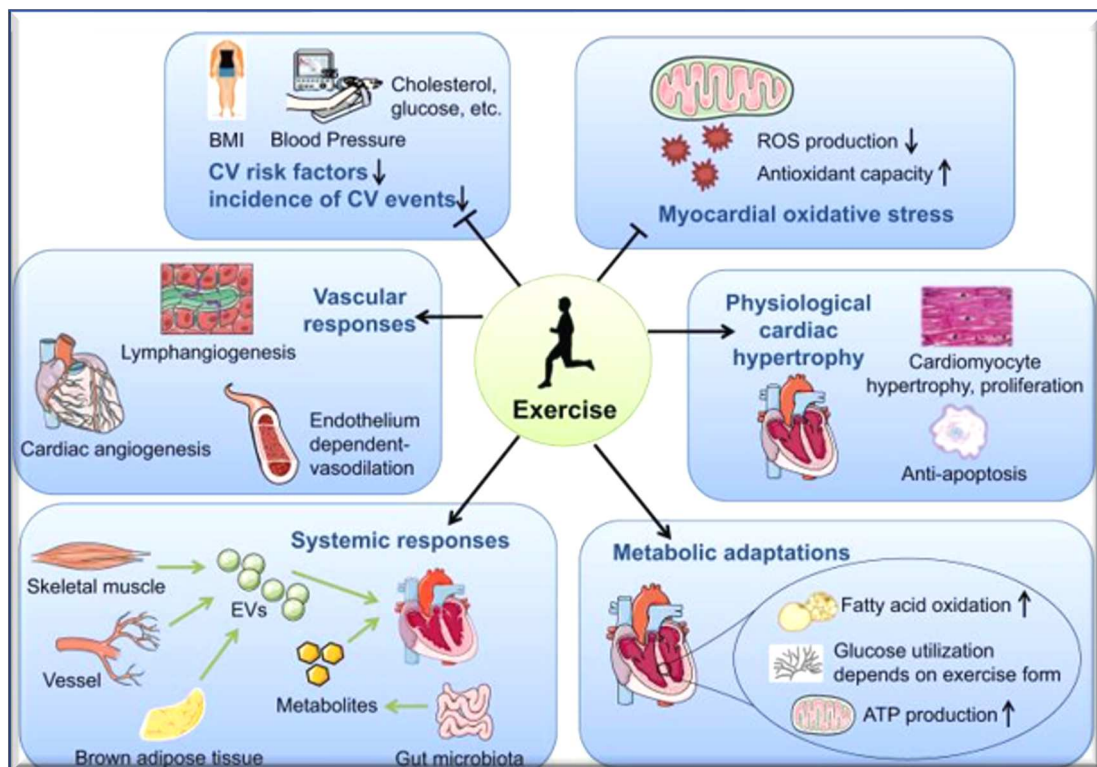 BMI
Blood Pressure
Cholesterol,
glucose, etc.
CV risk factors ↓
incidence of CV events↓
ROS production ↓
Antioxidant capacity ↑
Myocardial oxidative stress
Vascular
responses
Lymphangiogenesis
Cardiac angiogenesis
Endothelium
dependent-
vasodilation
Exercise
Physiological
cardiac
hypertrophy
Cardiomyocyte
hypertrophy, proliferation
Anti-apoptosis
Systemic responses
Skeletal muscle
EVs
Vessel
Metabolites
Brown adipose tissue
Gut microbiota
Metabolic adaptations
Fatty acid oxidation ↑
Glucose utilization
depends on exercise form
ATP production ↑